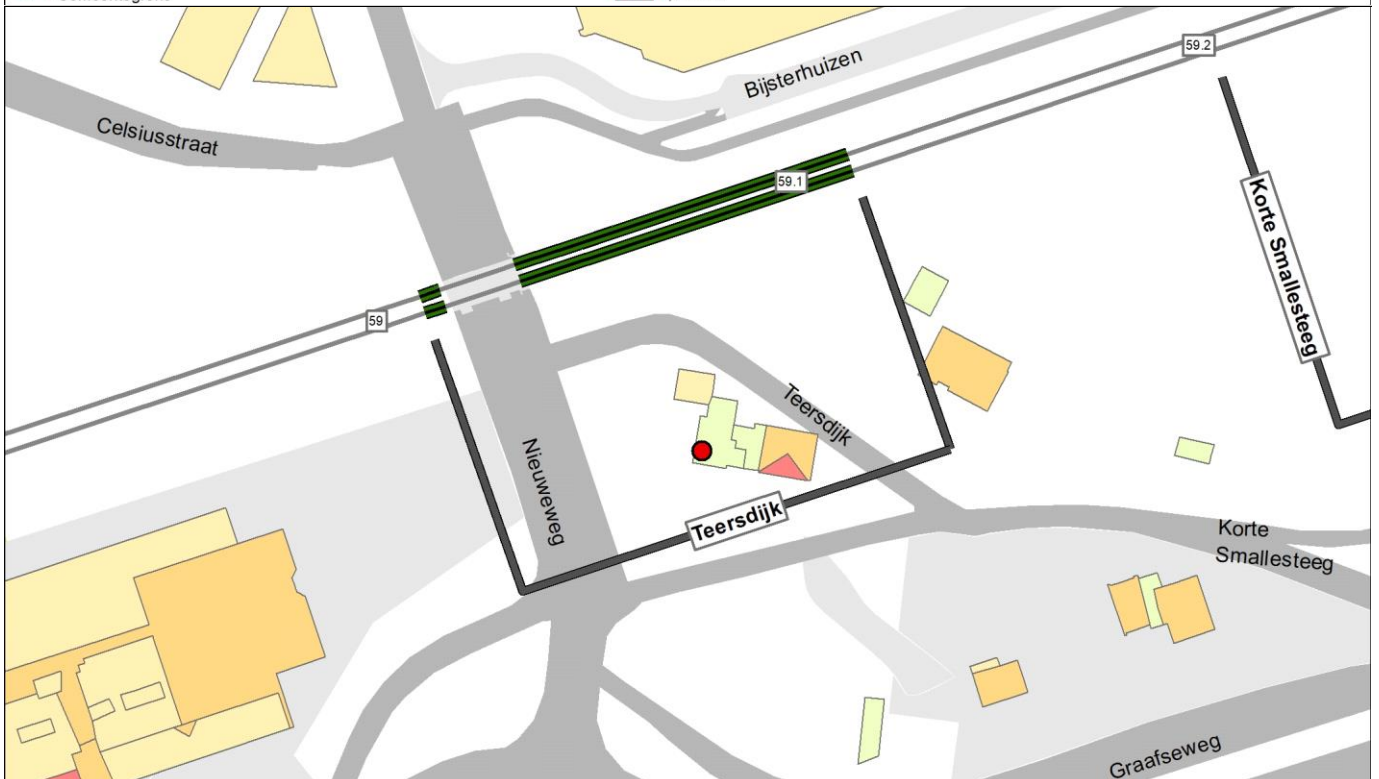 59.2
Bijsterhuizen
Celsiusstraat
59.1
Korte Smallesteeg
59
Teersdijk
Nieuweweg
Teersdijk
Korte
Smallesteeg
Graafseweg